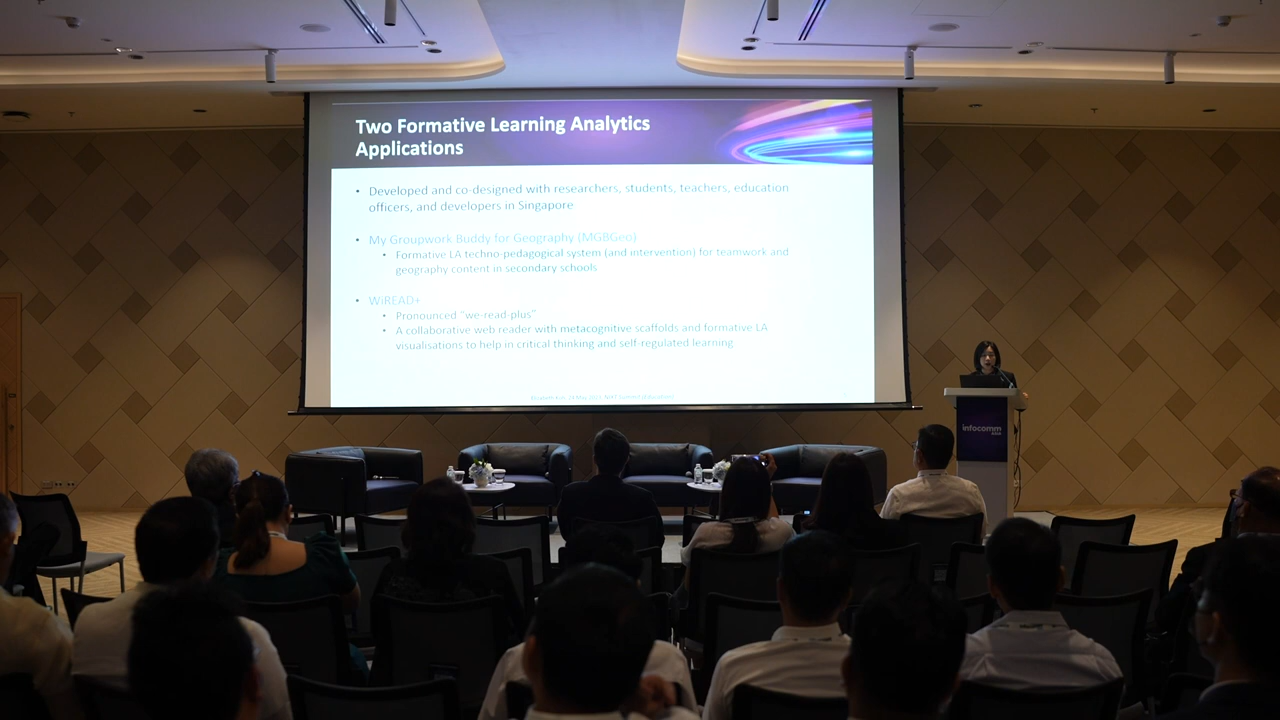 Two Formative Learning Analytics
Applications
• Developed and co-designed with researchers, students, teachers, education
officers, and developers in Singapore
• My Groupwork Buddy for Geography (MGBGeo)
• Formative LA techno-pedagogical system (and intervention) for teamwork and
geography content in secondary schools
• WiREAD+
• Pronounced "we-read-plus"
• A collaborative web reader with metacognitive scaffolds and formative LA
visualisations to help in critical thinking and self-regulated learning
infocomm
ASIA